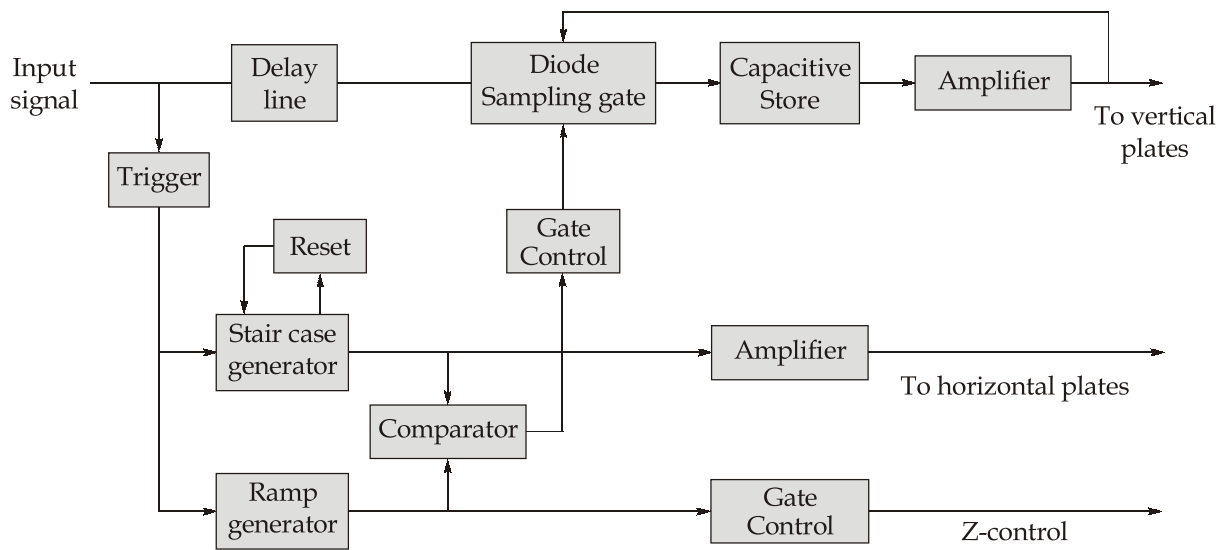 Input
signal
Delay
line
Diode
Sampling gate
Capacitive
Store
Amplifier
To vertical
plates
Trigger
Reset
Gate
Control
Stair case
generator
Amplifier
To horizontal plates
Comparator
Ramp
generator
Gate
Control
Z-control